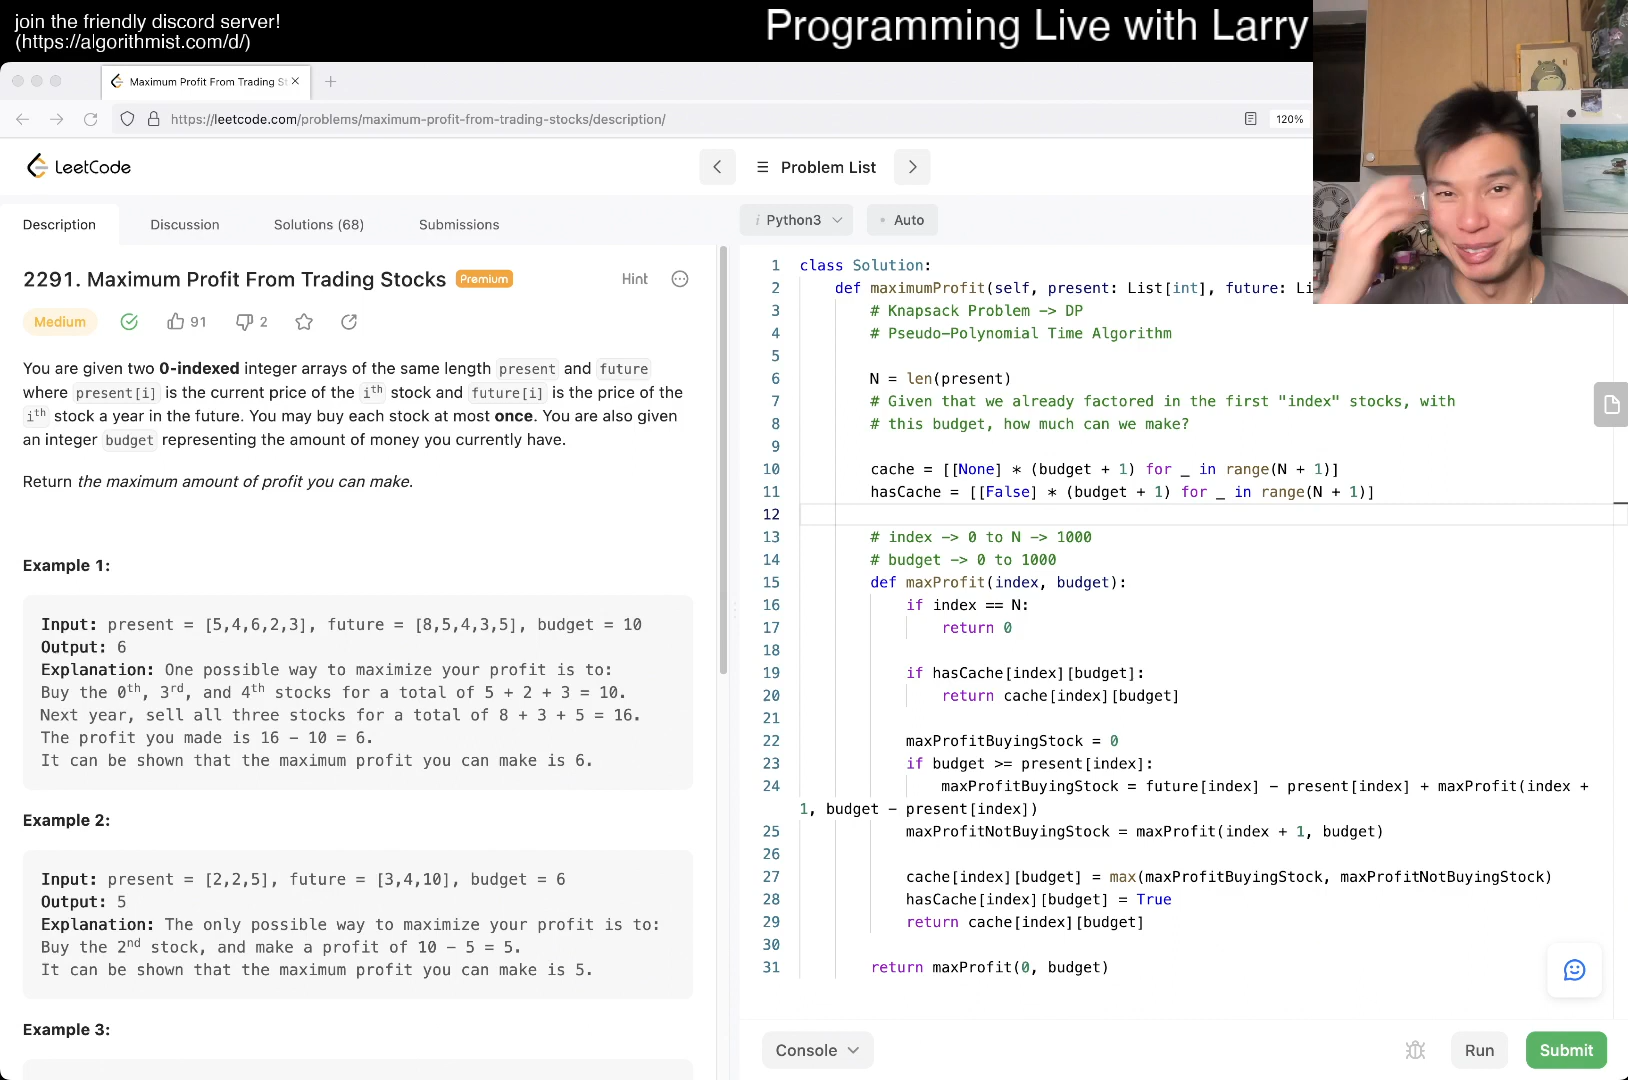 join the friendly discord server!
(https://algorithmist.com/d/)
Programming Live with Larry
Maximum Profit From Trading St
https://leetcode.com/problems/maximum-profit-from-trading-stocks/description/
120%
LeetCode
Problem List
Description
Discussion
Solutions (68)
Submissions
i Python3
Auto
2291. Maximum Profit From Trading Stocks
Premium
Hint
Medium
91
2
You are given two 0-indexed integer arrays of the same length present and future
where present[i] is the current price of the ith stock and future[i] is the price of the
ith stock a year in the future. You may buy each stock at most once. You are also given
an integer budget representing the amount of money you currently have.
Return the maximum amount of profit you can make.
Example 1:
Input: present = [5,4,6,2,3], future = [8,5,4,3,5], budget = 10
Output: 6
Explanation: One possible way to maximize your profit is to:
Buy the 0th, 3rd, and 4th stocks for a total of 5 + 2 + 3 = 10.
Next year, sell all three stocks for a total of 8 + 3 + 5 = 16.
The profit you made is 16 - 10 = 6.
It can be shown that the maximum profit you can make is 6.
Example 2:
Input: present = [2,2,5], future = [3,4,10], budget = 6
Output: 5
Explanation: The only possible way to maximize your profit is to:
Buy the 2nd stock, and make a profit of 10 - 5 = 5.
It can be shown that the maximum profit you can make is 5.
Example 3:
1 class Solution:
2 def maximumProfit(self, present: List[int], future: Li
3 # Knapsack Problem -> DP
4 # Pseudo-Polynomial Time Algorithm
5
6 N = len(present)
7 # Given that we already factored in the first "index" stocks, with
8 # this budget, how much can we make?
9
10 cache = [[None] * (budget + 1) for _ in range(N + 1)]
11 hasCache = [[False] * (budget + 1) for _ in range(N + 1)]
12
13 # index -> 0 to N -> 1000
14 # budget -> 0 to 1000
15 def maxProfit(index, budget):
16 if index == N:
17 return 0
18
19 if hasCache[index][budget]:
20 return cache[index][budget]
21
22 maxProfitBuyingStock = 0
23 if budget >= present[index]:
24 maxProfitBuyingStock = future[index] - present[index] + maxProfit(index +
1, budget - present[index])
25 maxProfitNotBuyingStock = maxProfit(index + 1, budget)
26
27 cache[index][budget] = max(maxProfitBuyingStock, maxProfitNotBuyingStock)
28 hasCache[index][budget] = True
29 return cache[index][budget]
30
31 return maxProfit(0, budget)
Console
Run
Submit